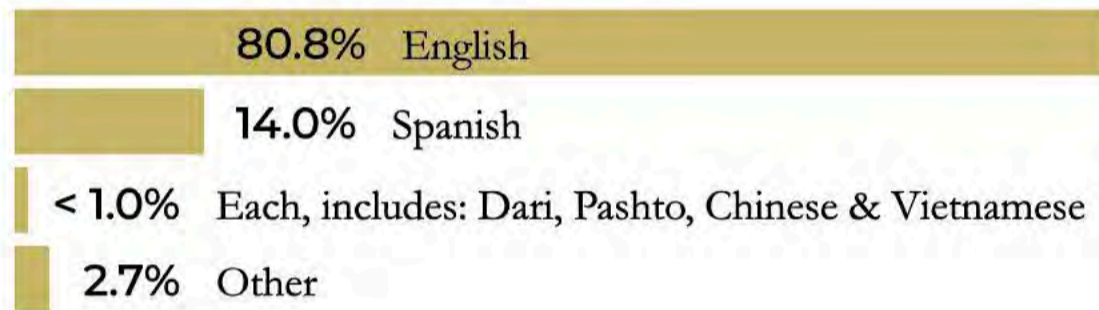 80.8% English
14.0% Spanish
< 1.0% Each, includes: Dari, Pashto, Chinese & Vietnamese
2.7% Other